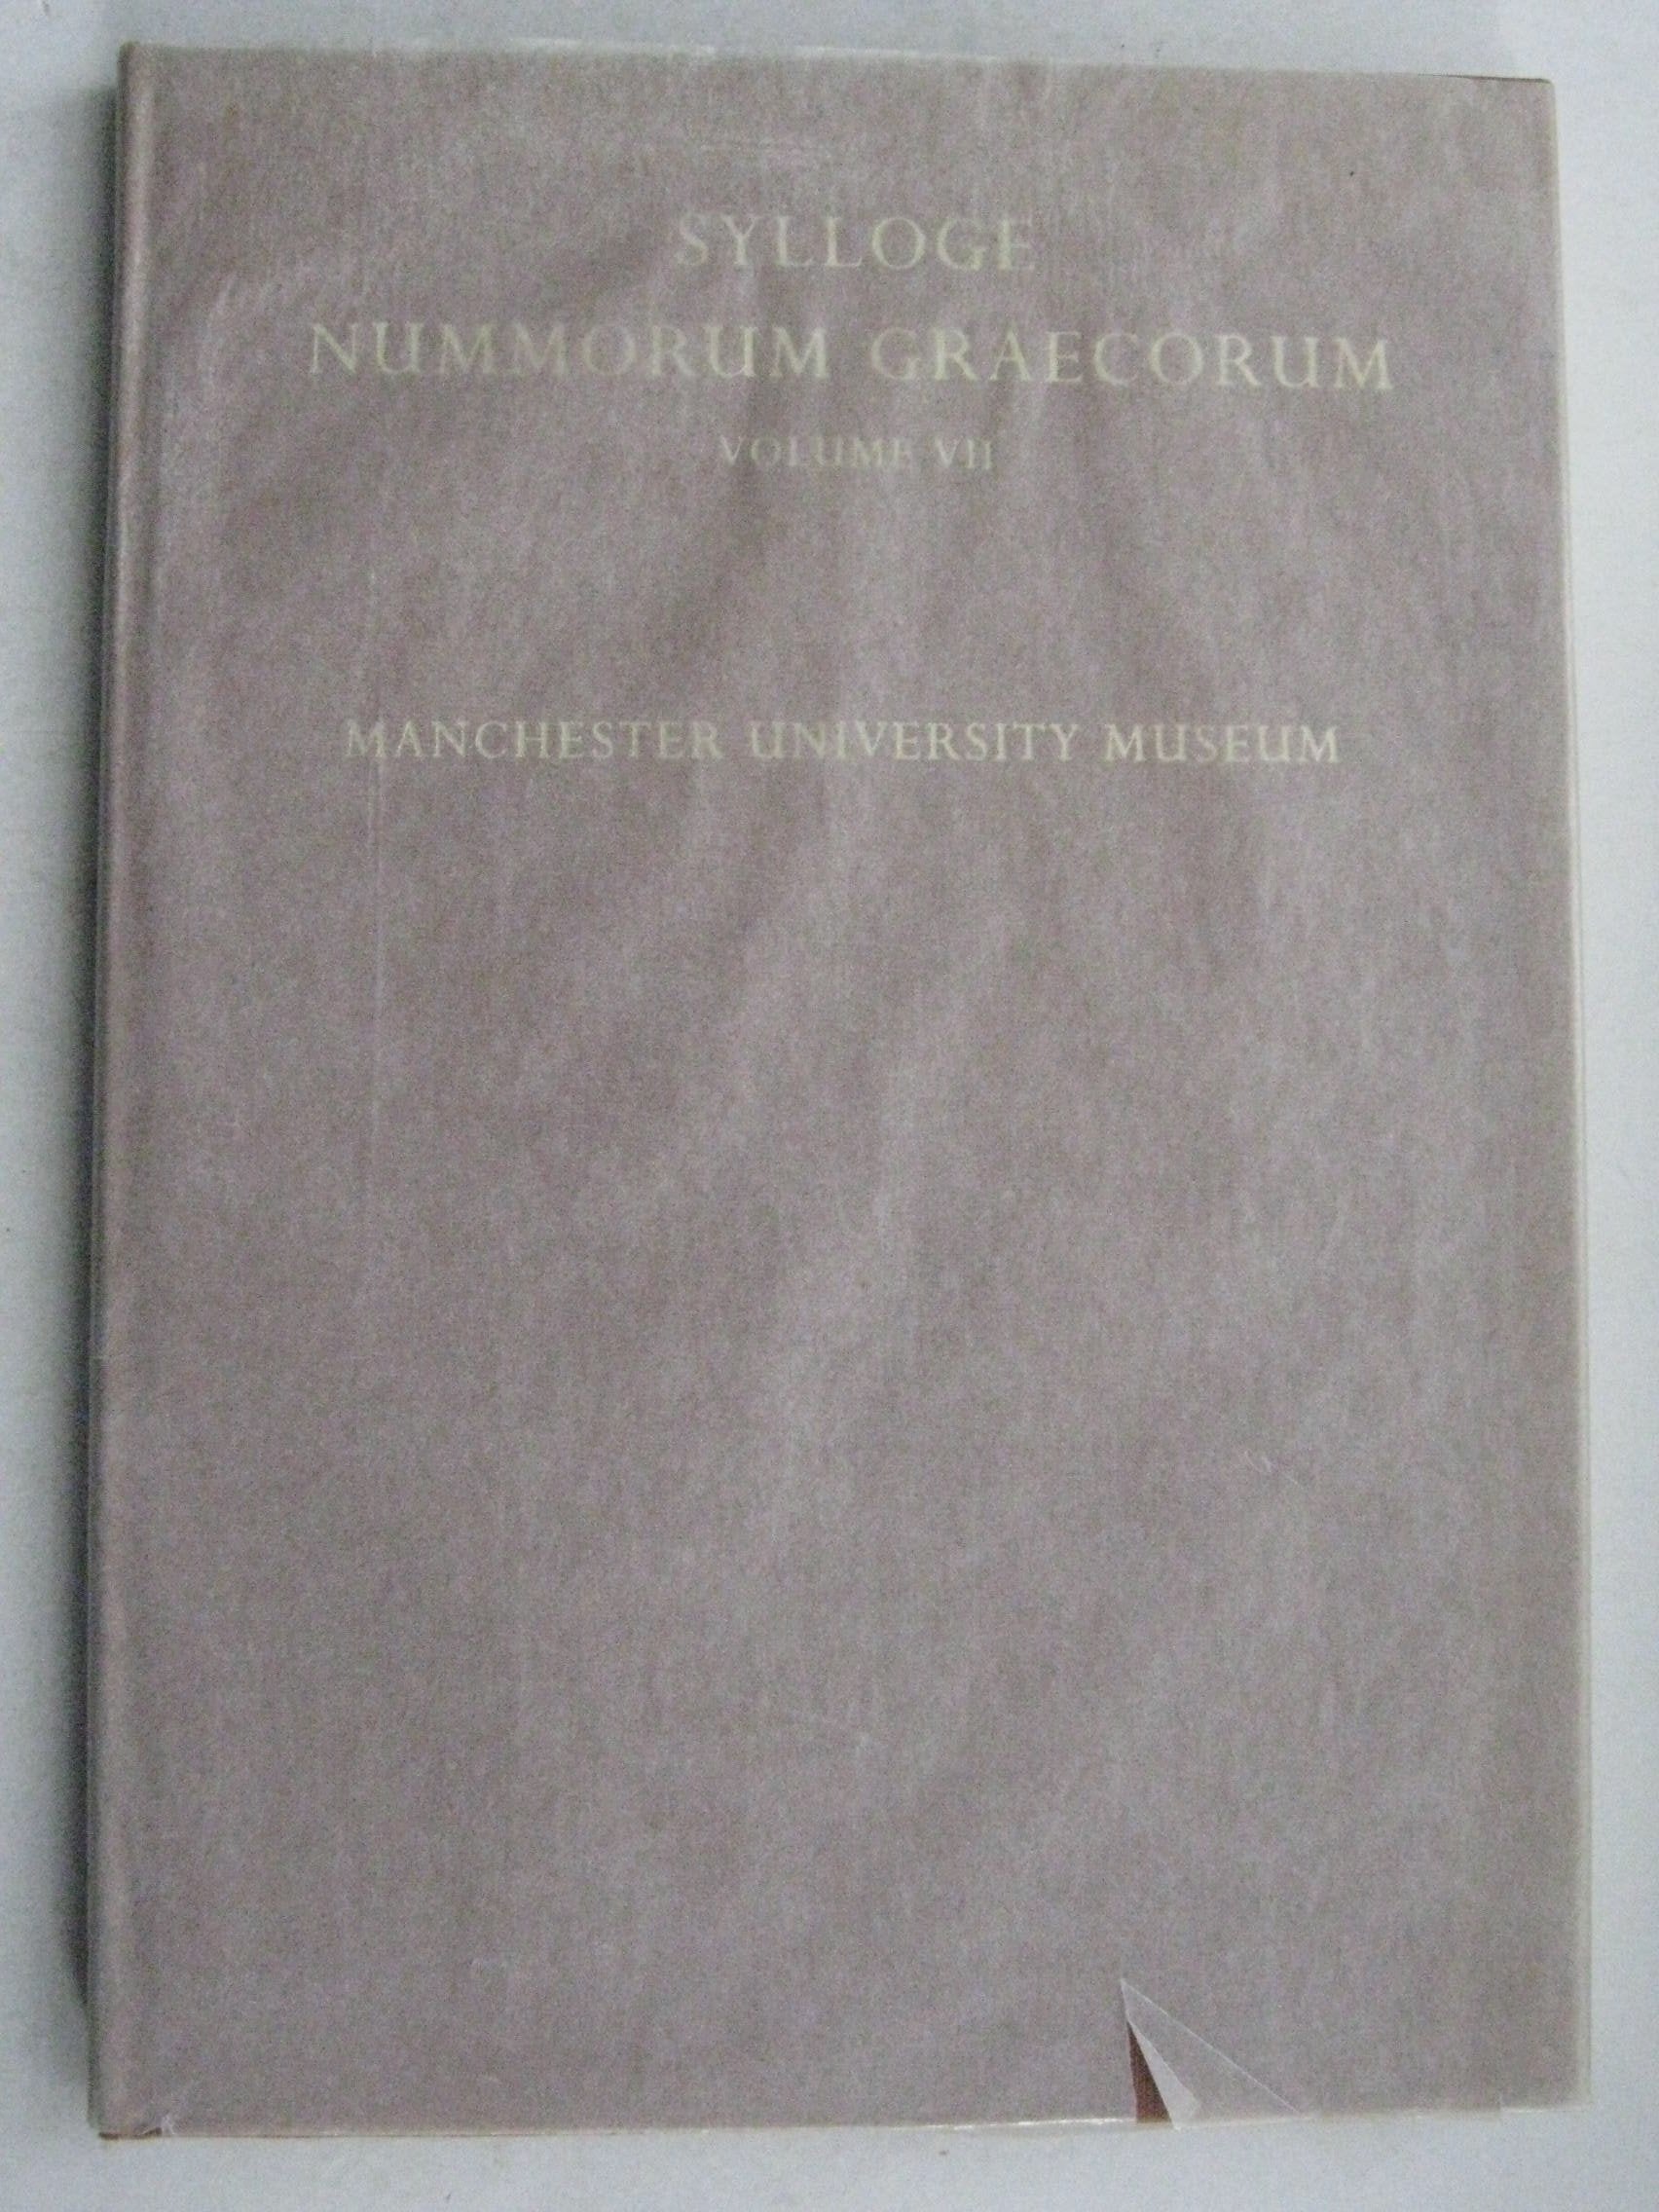 SYLLOGE
NUMMORUM GRAECORUM
VOLUME VII
MANCHESTER UNIVERSITY MUSEUM